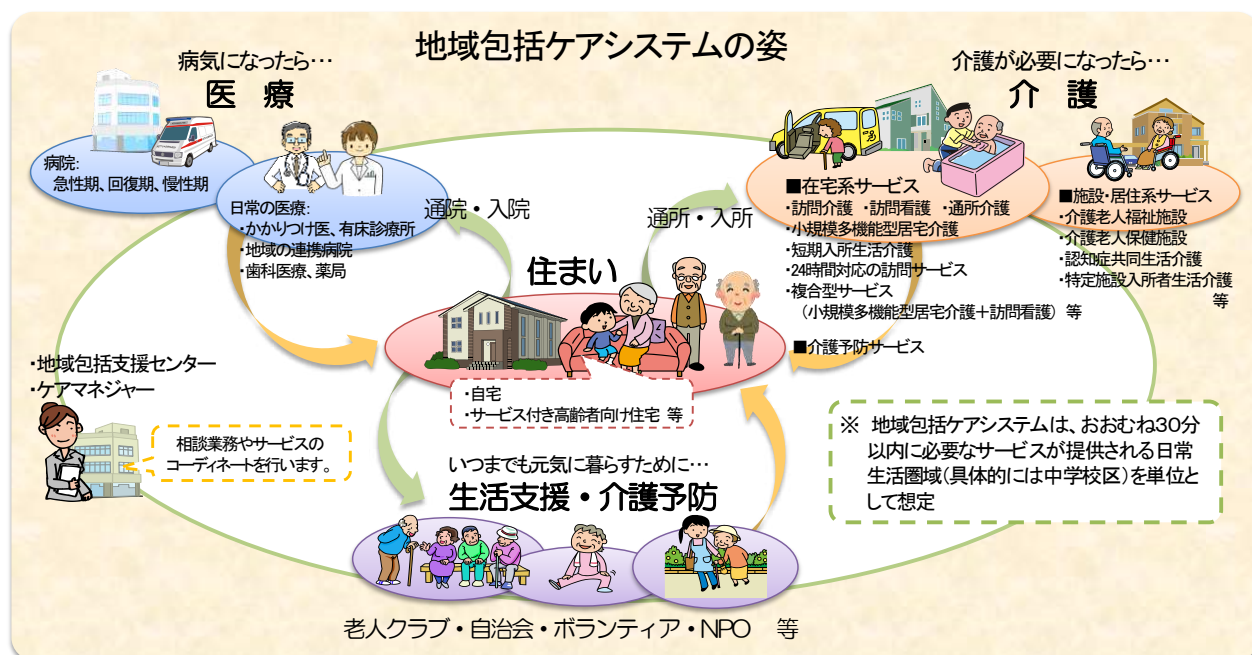 地域包括ケアシステムの姿
病気になったら…
医 療
病院:
急性期、回復期、慢性期
日常の医療:
・かかりつけ医、有床診療所
・地域の連携病院
・歯科医療、薬局
通院・入院
通所・入所
介護が必要になったら…
介 護
■在宅系サービス
・訪問介護 ・訪問看護 ・通所介護
・小規模多機能型居宅介護
・短期入所生活介護
・24時間対応の訪問サービス
・複合型サービス
（小規模多機能型居宅介護＋訪問看護） 等
■介護予防サービス
■施設・居住系サービス
・介護老人福祉施設
・介護老人保健施設
・認知症共同生活介護
・特定施設入所者生活介護
等
住まい
・自宅
・サービス付き高齢者向け住宅 等
・地域包括支援センター
・ケアマネジャー
相談業務やサービスの
コーディネートを行います。
いつまでも元気に暮らすために…
生活支援・介護予防
老人クラブ・自治会・ボランティア・NPO 等
※ 地域包括ケアシステムは、おおむね30分
以内に必要なサービスが提供される日常
生活圏域（具体的には中学校区）を単位と
して想定